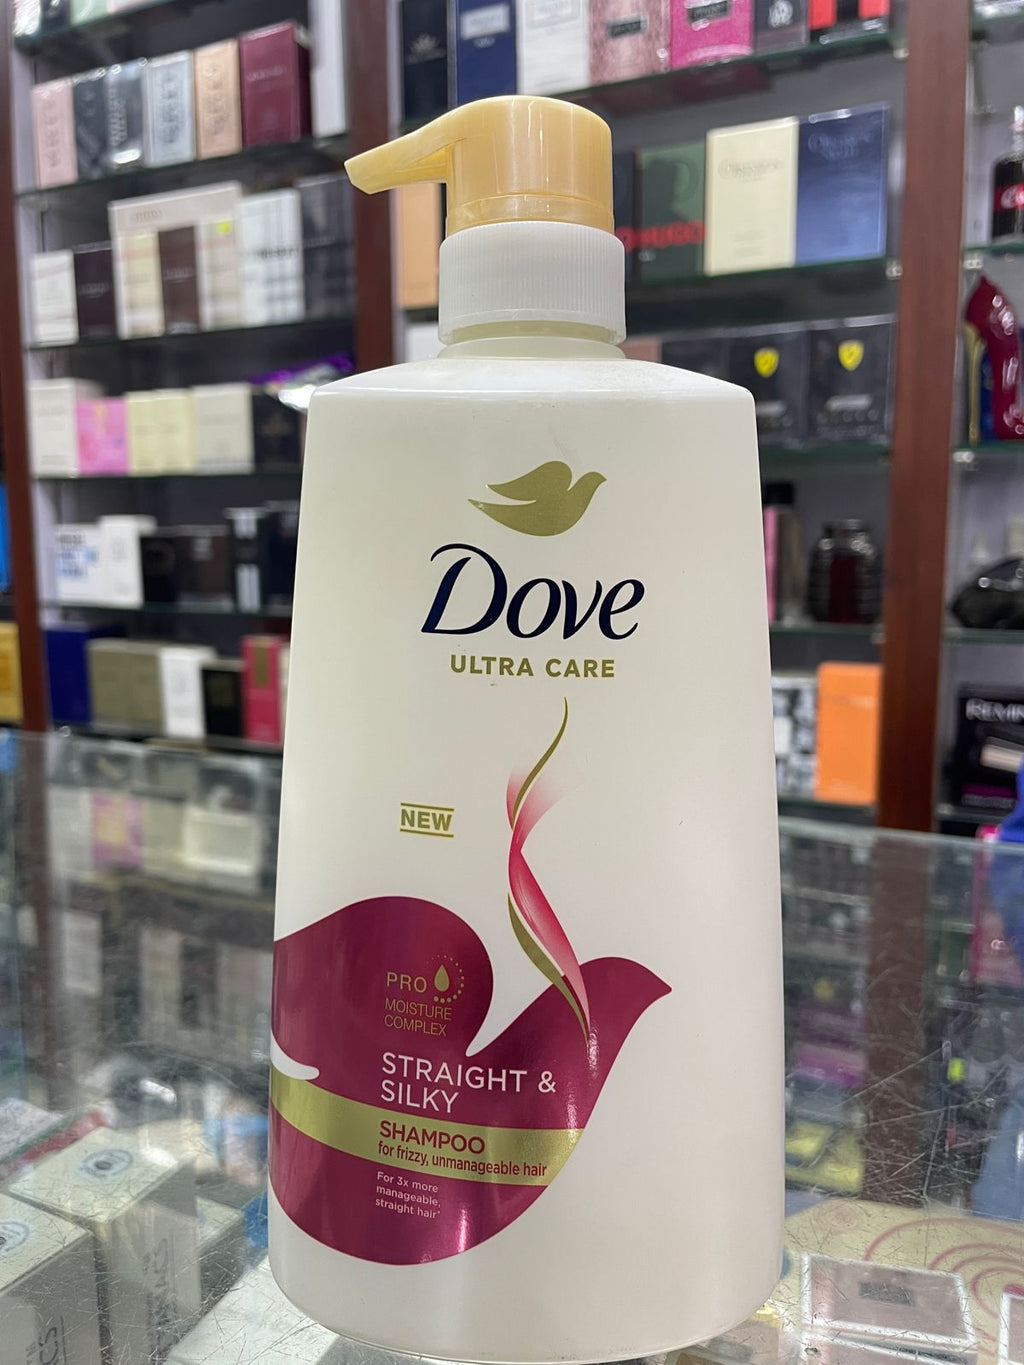 Dove
ULTRA CARE
NEW
PRO
MOISTURE
COMPLEX
STRAIGHT &
SILKY
SHAMPOO
for frizzy, unmanageable hair
For 3x more
manageable,
straight hair*
HUGO